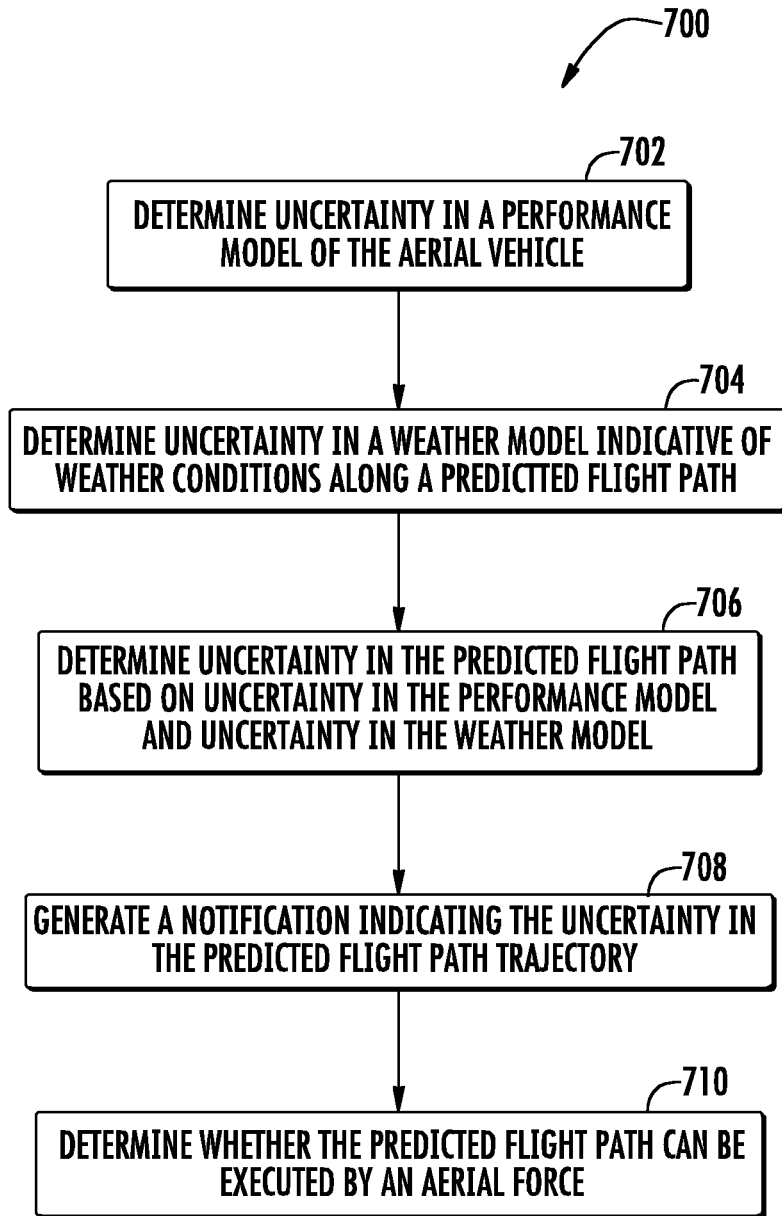 700
702
DETERMINE UNCERTAINTY IN A PERFORMANCE
MODEL OF THE AERIAL VEHICLE
704
DETERMINE UNCERTAINTY IN A WEATHER MODEL INDICATIVE OF
WEATHER CONDITIONS ALONG A PREDICTTED FLIGHT PATH
706
DETERMINE UNCERTAINTY IN THE PREDICTED FLIGHT PATH
BASED ON UNCERTAINTY IN THE PERFORMANCE MODEL
AND UNCERTAINTY IN THE WEATHER MODEL
708
GENERATE A NOTIFICATION INDICATING THE UNCERTAINTY IN
THE PREDICTED FLIGHT PATH TRAJECTORY
710
DETERMINE WHETHER THE PREDICTED FLIGHT PATH CAN BE
EXECUTED BY AN AERIAL FORCE